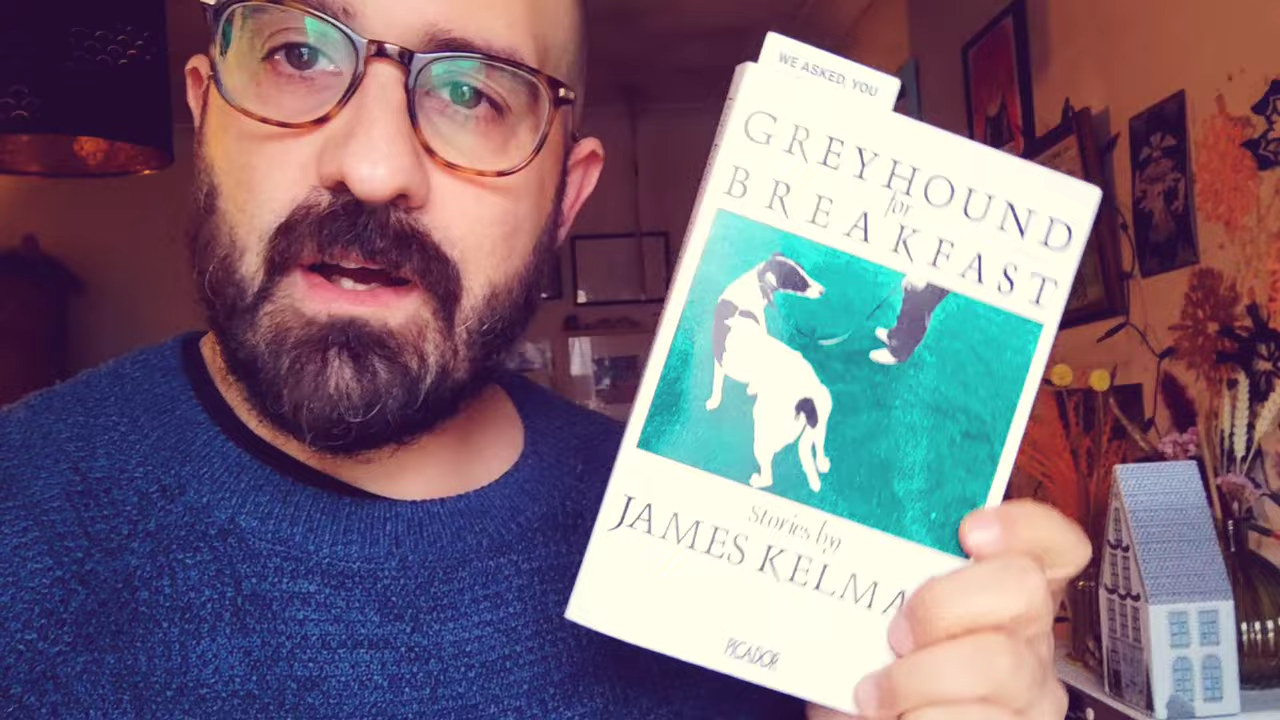 WE ASKED, YOU
GREYHOUND
for
BREAKFAST
Stories by
JAMES KELMA
PICADOR